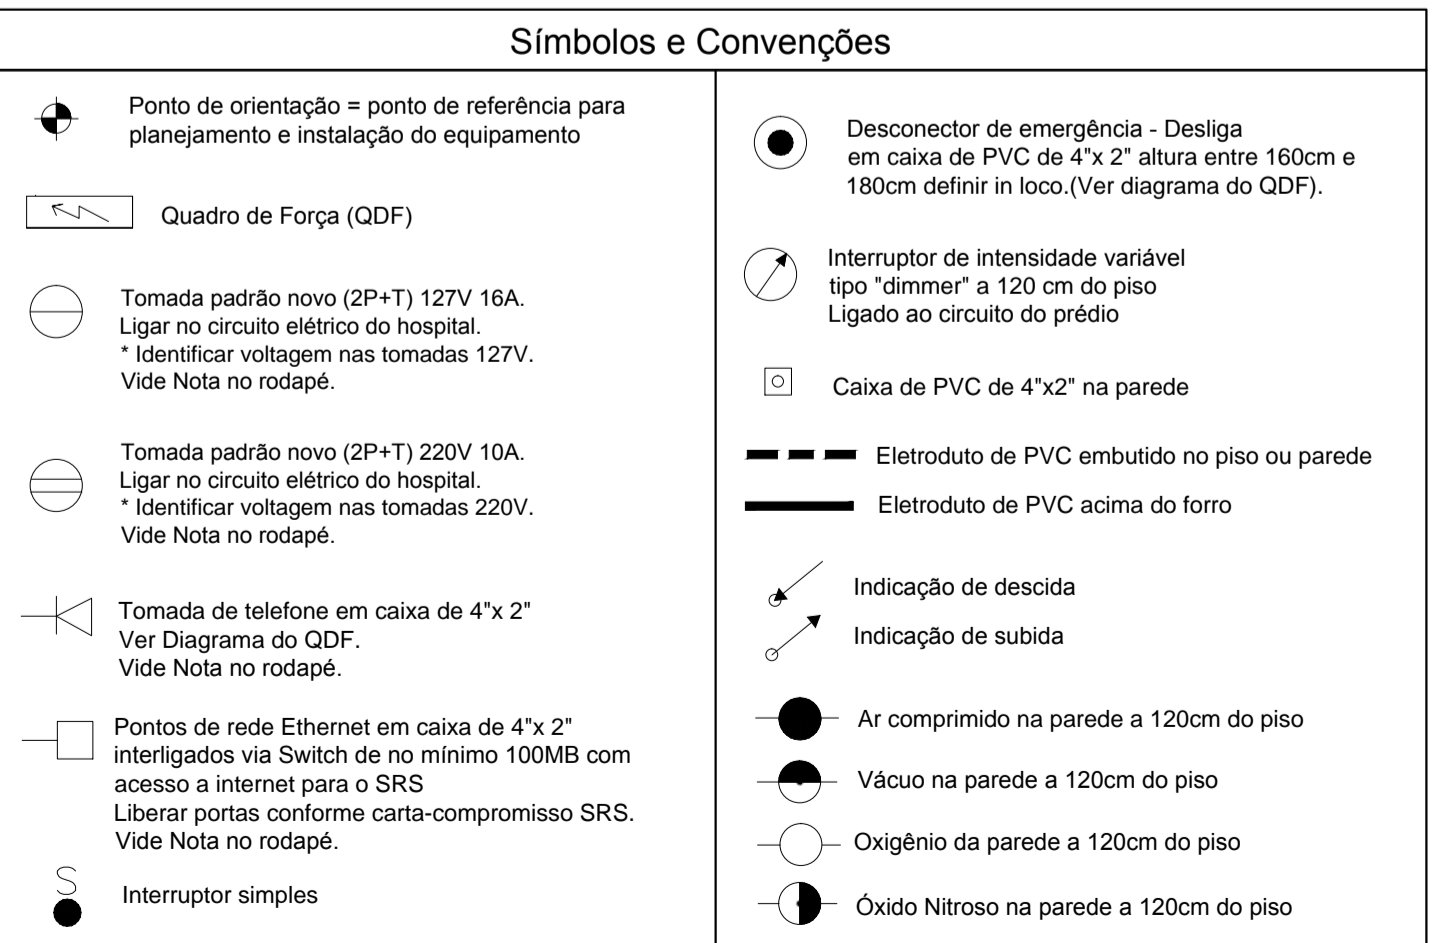 Símbolos e Convenções
Ponto de orientação = ponto de referência para
planejamento e instalação do equipamento
Quadro de Força (QDF)
Tomada padrão novo (2P+T) 127V 16A.
Ligar no circuito elétrico do hospital.
* Identificar voltagem nas tomadas 127V.
Vide Nota no rodapé.
Tomada padrão novo (2P+T) 220V 10A.
Ligar no circuito elétrico do hospital.
* Identificar voltagem nas tomadas 220V.
Vide Nota no rodapé.
Tomada de telefone em caixa de 4"x 2"
Ver Diagrama do QDF.
Vide Nota no rodapé.
Pontos de rede Ethernet em caixa de 4"x 2"
interligados via Switch de no mínimo 100MB com
acesso a internet para o SRS
Liberar portas conforme carta-compromisso SRS.
Vide Nota no rodapé.
S
Interruptor simples
Desconector de emergência - Desliga
em caixa de PVC de 4"x 2" altura entre 160cm e
180cm definir in loco.(Ver diagrama do QDF).
Interruptor de intensidade variável
tipo "dimmer" a 120 cm do piso
Ligado ao circuito do prédio
Caixa de PVC de 4"x2" na parede
Eletroduto de PVC embutido no piso ou parede
Eletroduto de PVC acima do forro
Indicação de descida
Indicação de subida
Ar comprimido na parede a 120cm do piso
Vácuo na parede a 120cm do piso
Oxigênio da parede a 120cm do piso
Óxido Nitroso na parede a 120cm do piso